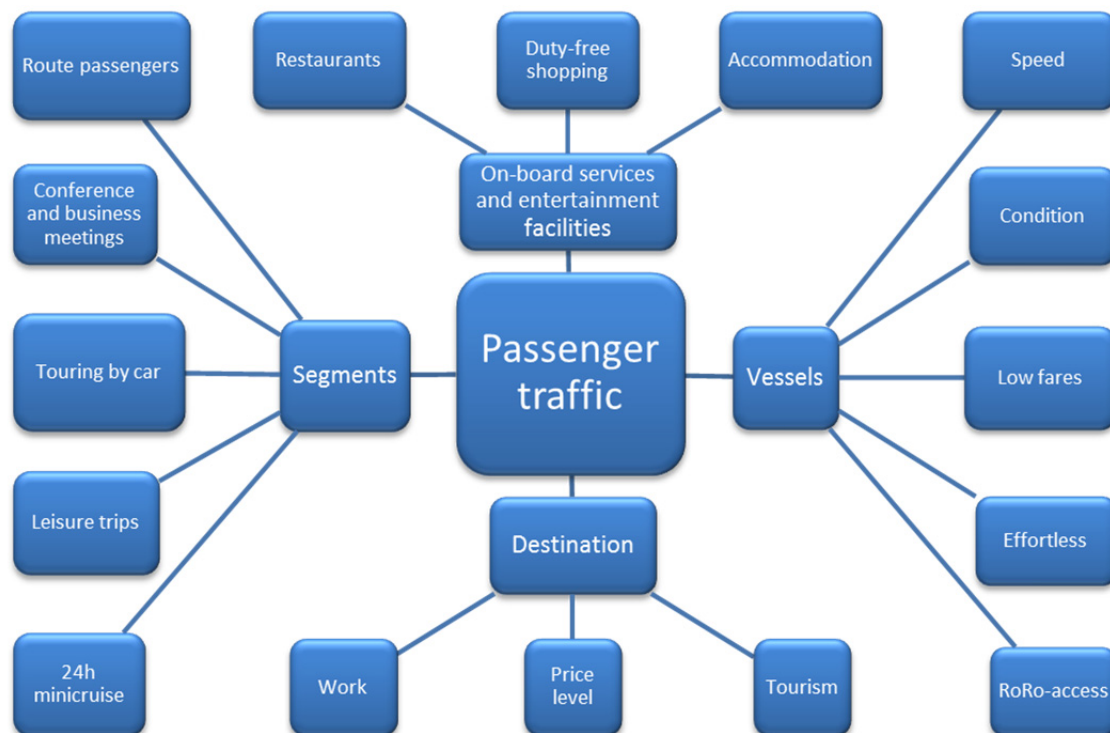 Route passengers
Restaurants
Duty-free
shopping
Accommodation
Speed
Conference
and business
meetings
On-board services
and entertainment
facilities
Condition
Touring by car
Segments
Passenger
traffic
Vessels
Low fares
Leisure trips
Destination
Effortless
24h
minicruise
Work
Price
level
Tourism
RoRo-access